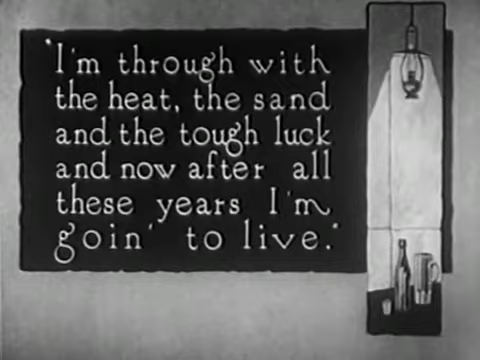 "I'm through with
the heat, the sand
and the tough luck
and now after all
these years I'm
goin' to live."